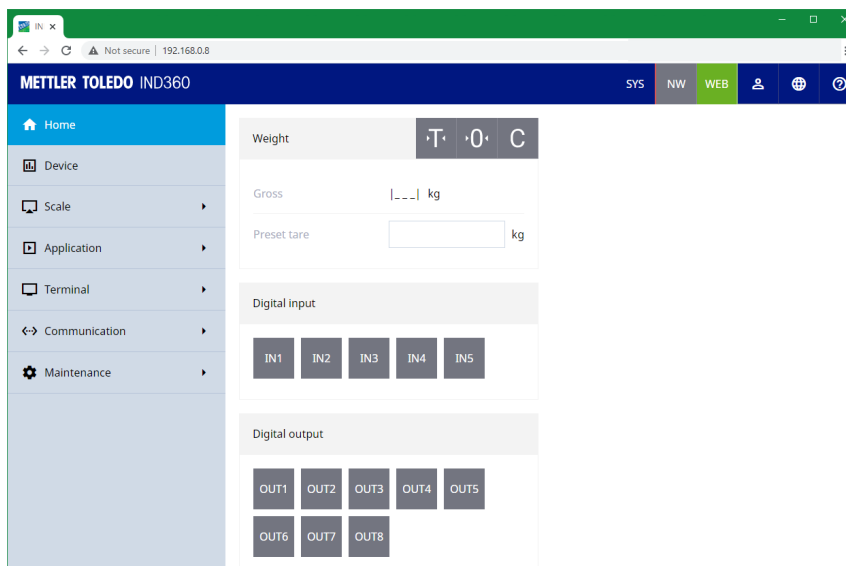 IN
Not secure | 192.168.0.8
METTLER TOLEDO IND360
SYS NW WEB
Home
Device
Scale
Application
Terminal
Communication
Maintenance
Weight
T 0 C
Gross |___| kg
Preset tare kg
Digital input
IN1 IN2 IN3 IN4 IN5
Digital output
OUT1 OUT2 OUT3 OUT4 OUT5
OUT6 OUT7 OUT8